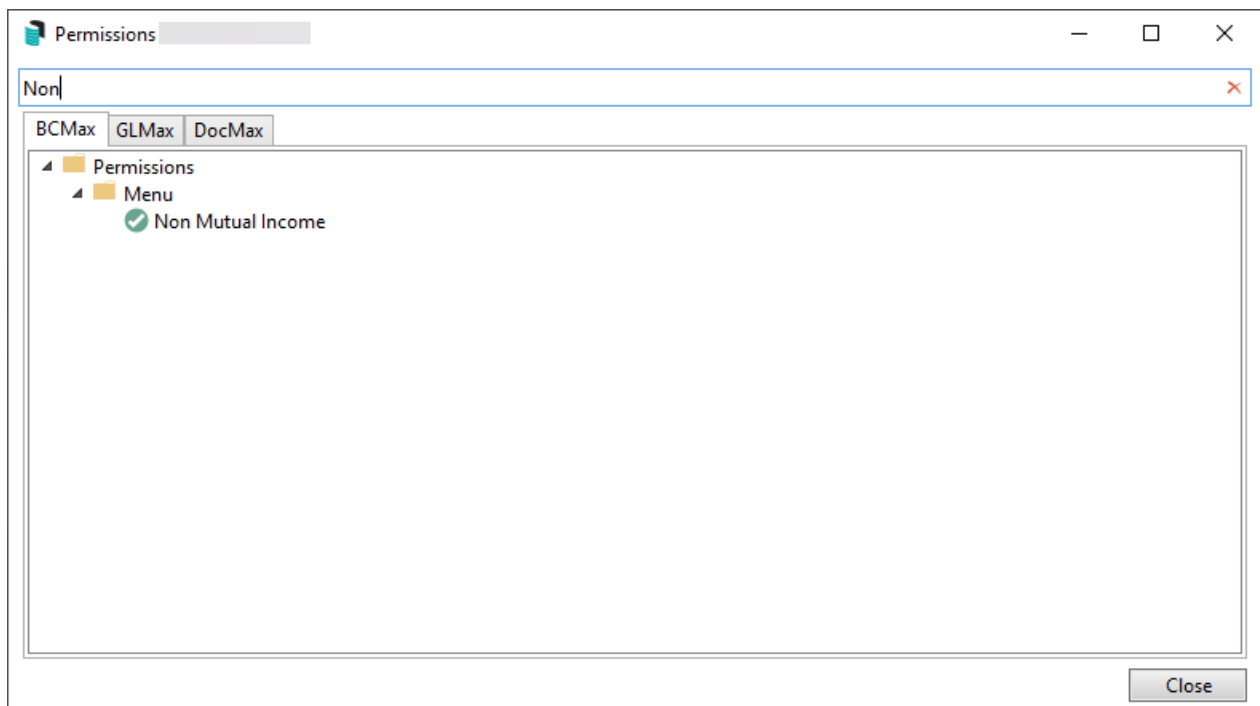 Permissions
Non
BCMax GLMax DocMax
Permissions
Menu
Non Mutual Income
Close